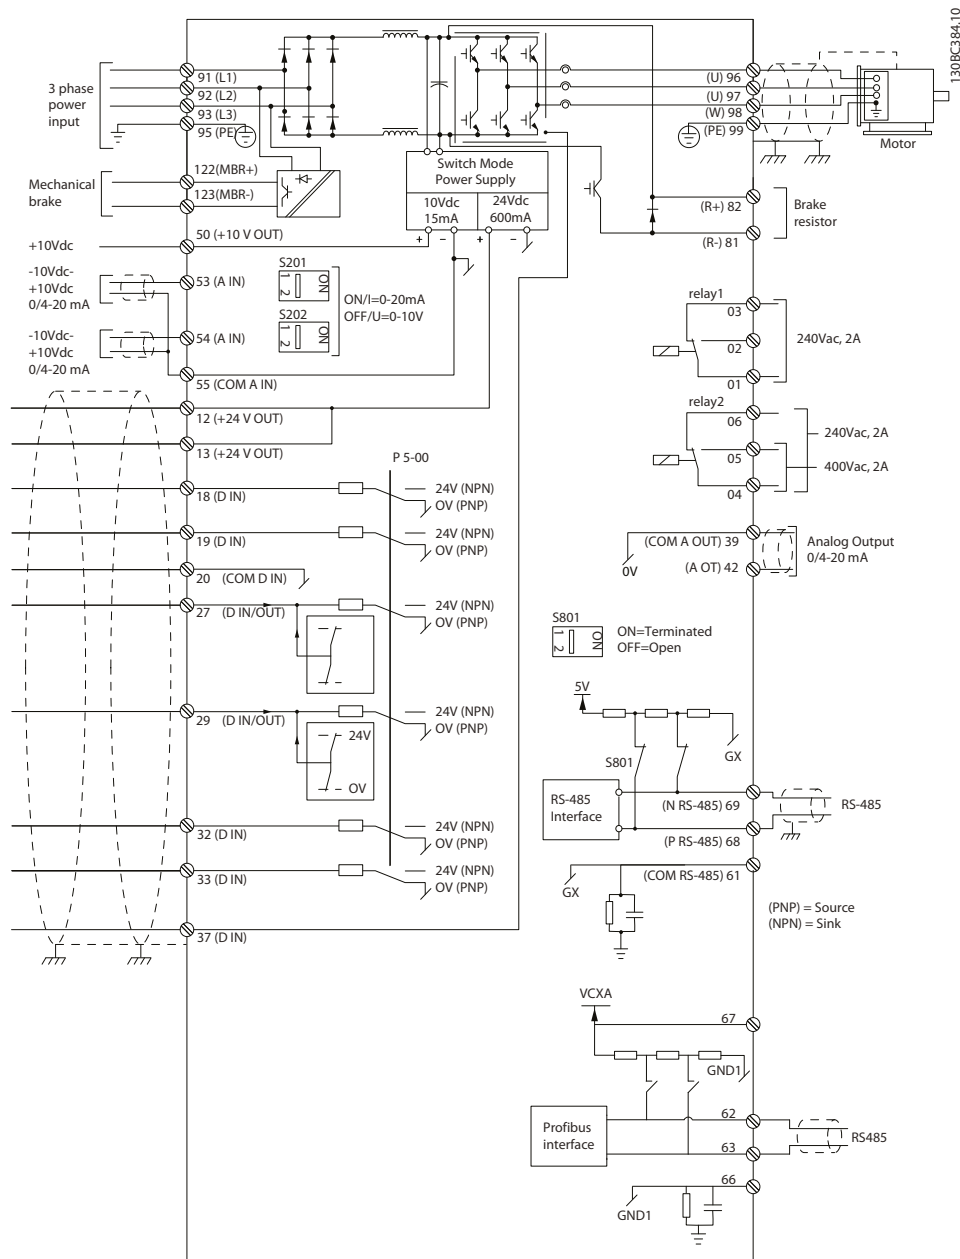 130BC384.10
3 phase
power
input
91 (L1)
92 (L2)
93 (L3)
95 (PE)
(U) 96
(U) 97
(W) 98
(PE) 99
Motor
Switch Mode
Power Supply
10Vdc
15mA
24Vdc
600mA
+
-
+
-
Mechanical
brake
122(MBR+)
123(MBR-)
(R+) 82
(R-) 81
Brake
resistor
+10Vdc
50 (+10 V OUT)
-10Vdc-
+10Vdc
0/4-20 mA
53 (A IN)
-10Vdc-
+10Vdc
0/4-20 mA
54 (A IN)
55 (COM A IN)
S201
1
2
ON
S202
1
2
ON
ON/I=0-20mA
OFF/U=0-10V
relay1
03
02
01
240Vac, 2A
relay2
06
05
04
240Vac, 2A
400Vac, 2A
12 (+24 V OUT)
13 (+24 V OUT)
P 5-00
18 (D IN)
24V (NPN)
OV (PNP)
19 (D IN)
24V (NPN)
OV (PNP)
20 (COM D IN)
27 (D IN/OUT)
24V (NPN)
OV (PNP)
29 (D IN/OUT)
24V (NPN)
OV (PNP)
24V
OV
32 (D IN)
24V (NPN)
OV (PNP)
33 (D IN)
24V (NPN)
OV (PNP)
37 (D IN)
(COM A OUT) 39
0V
(A OT) 42
Analog Output
0/4-20 mA
S801
1
2
ON
ON=Terminated
OFF=Open
5V
S801
GX
RS-485
Interface
(N RS-485) 69
(P RS-485) 68
RS-485
(COM RS-485) 61
GX
(PNP) = Source
(NPN) = Sink
VCXA
67
GND1
Profibus
interface
62
63
RS485
66
GND1